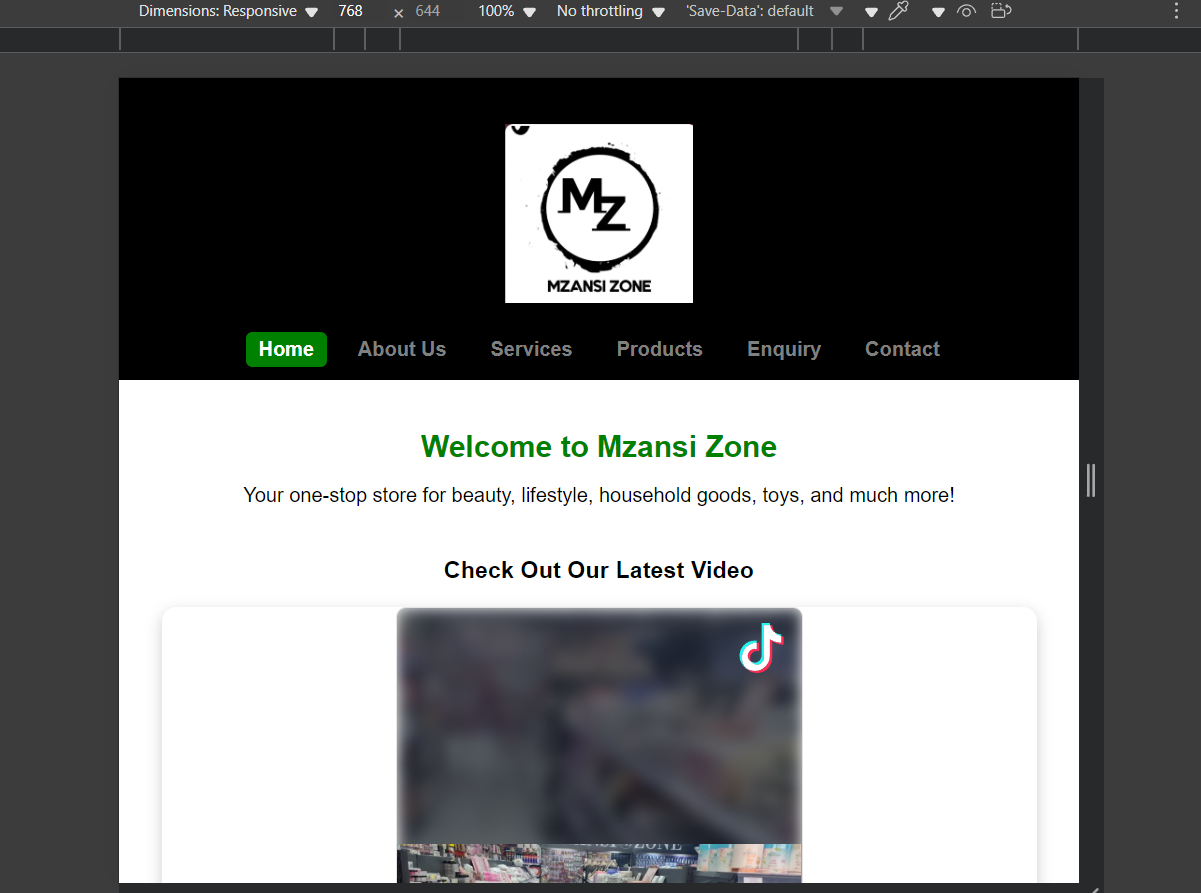 Dimensions: Responsive 768 × 644 100% No throttling 'Save-Data': default
MZ
MZANSI ZONE
Home About Us Services Products Enquiry Contact
Welcome to Mzansi Zone
Your one-stop store for beauty, lifestyle, household goods, toys, and much more!
Check Out Our Latest Video